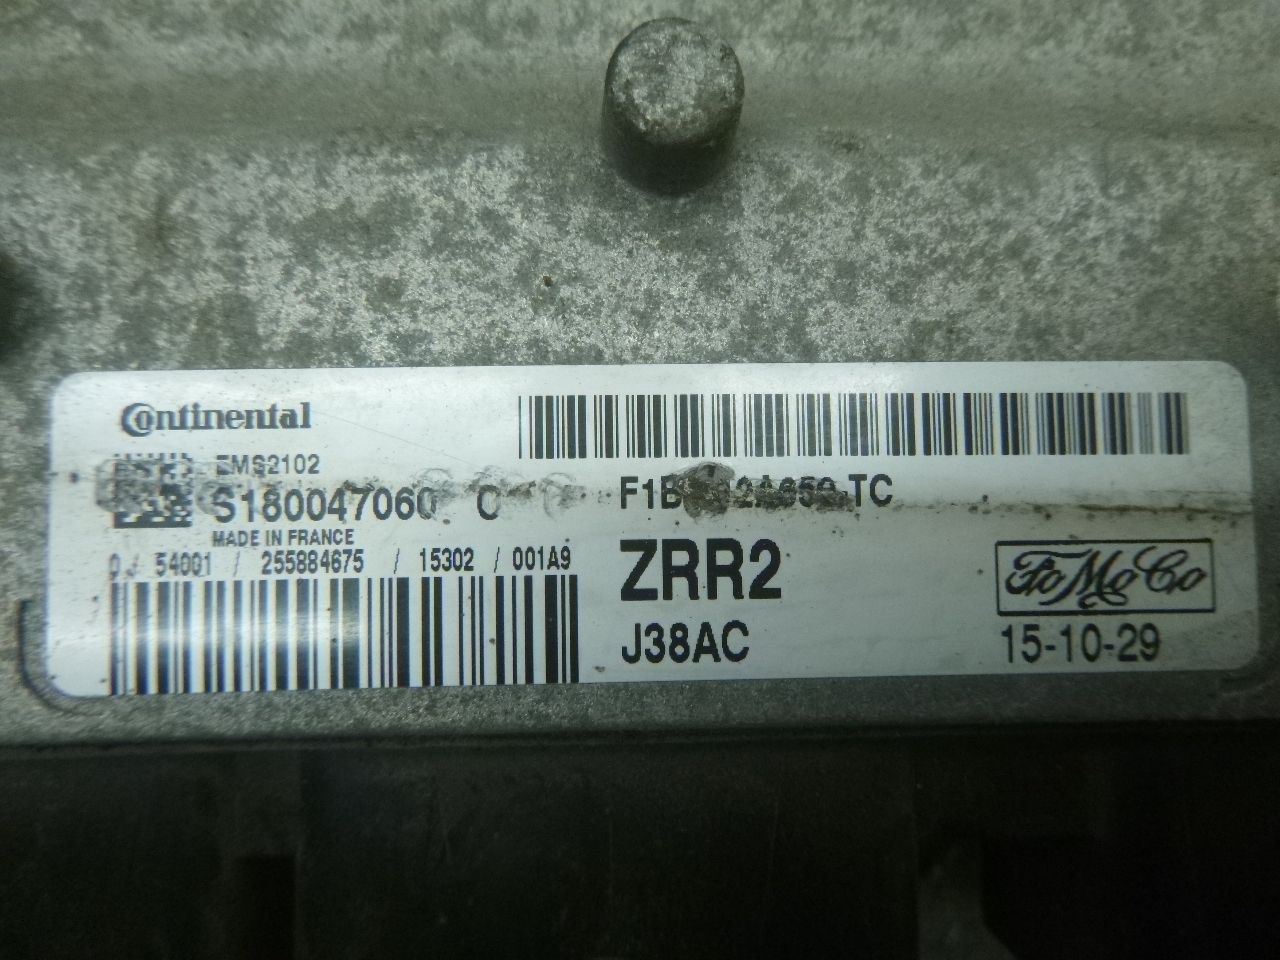 Continental
EMS2102
S180047060 C
MADE IN FRANCE
54001 / 255884675 / 15302 / 001A9
ZRR2
J38AC
FoMoCo
15-10-29